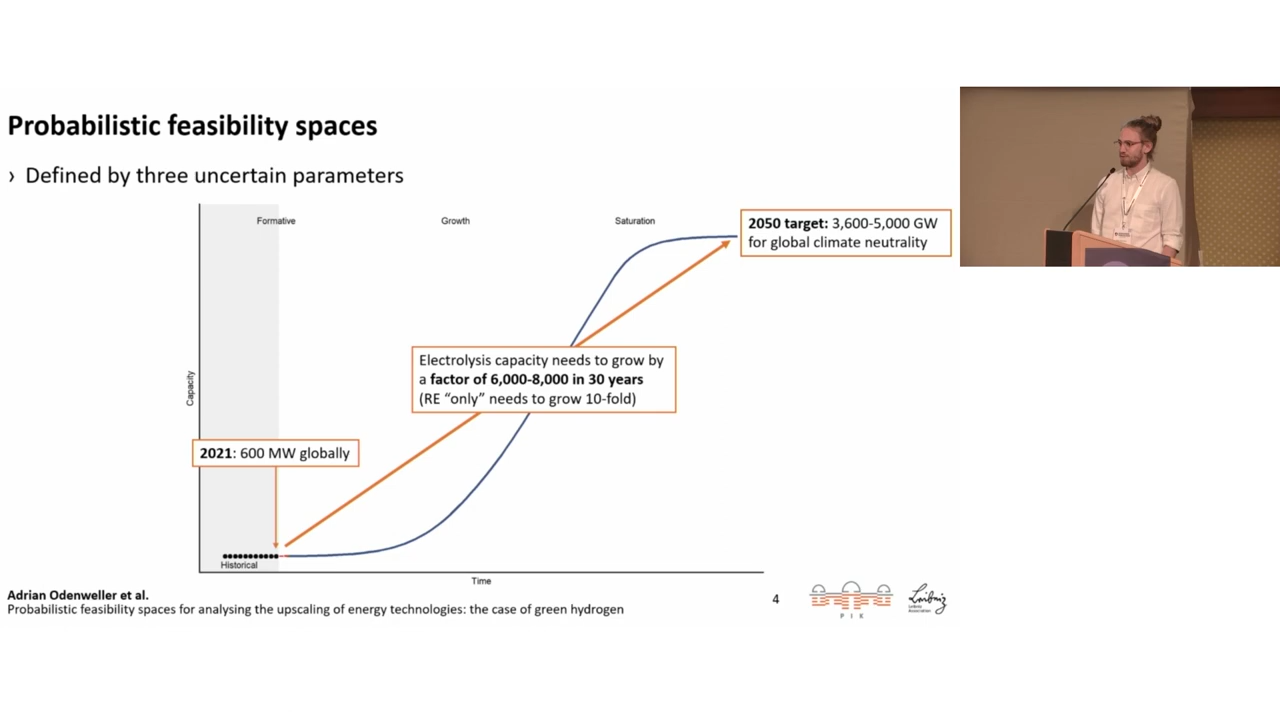 Probabilistic feasibility spaces
› Defined by three uncertain parameters
Formative
Growth
Saturation
2050 target: 3,600-5,000 GW
for global climate neutrality
Electrolysis capacity needs to grow by
a factor of 6,000-8,000 in 30 years
(RE “only” needs to grow 10-fold)
Capacity
2021: 600 MW globally
Historical
Time
Adrian Odenweller et al.
Probabilistic feasibility spaces for analysing the upscaling of energy technologies: the case of green hydrogen
4
P I K
Leibniz
Leibniz
Association